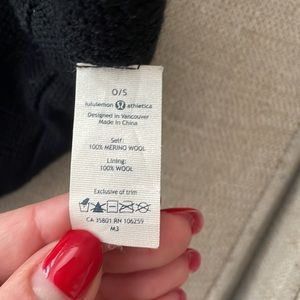 O/S
lululemon athletica
Designed in Vancouver
Made in China
Self:
100% MERINO WOOL
Lining:
100% WOOL
Exclusive of trim
CA 35801 RN 106259
M3